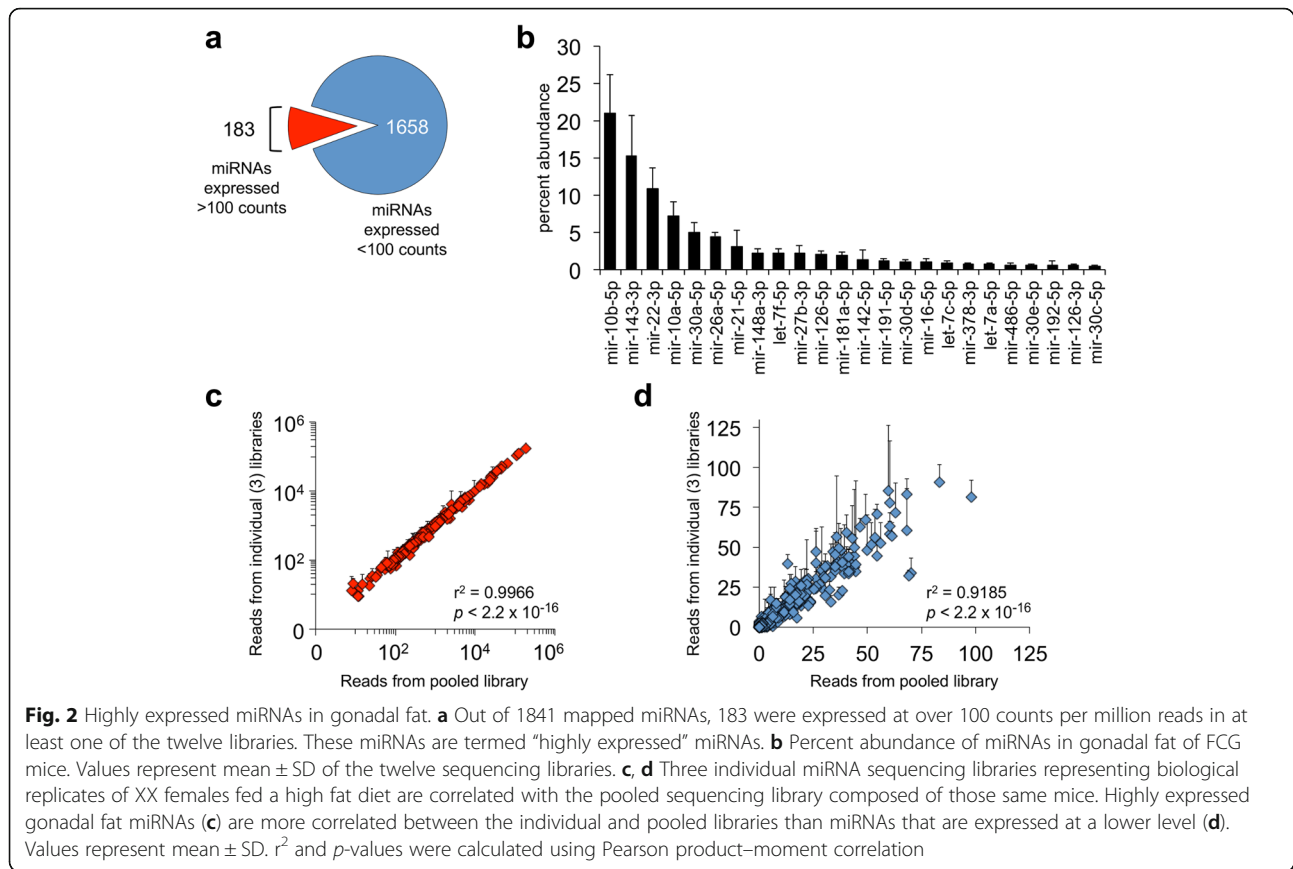 a
183
1658
miRNAs
expressed
>100 counts
miRNAs
expressed
<100 counts
b
percent abundance
30
25
20
15
10
5
0
mir-10b-5p
mir-143-3p
mir-22-3p
mir-10a-5p
mir-30a-5p
mir-26a-5p
mir-21-5p
mir-148a-3p
let-7f-5p
mir-27b-3p
mir-126-5p
mir-181a-5p
mir-142-5p
mir-191-5p
mir-30d-5p
mir-16-5p
let-7c-5p
mir-378-3p
let-7a-5p
mir-486-5p
mir-30e-5p
mir-192-5p
mir-126-3p
mir-30c-5p
c
Reads from individual (3) libraries
10⁶
10⁴
10²
0
r² = 0.9966
p < 2.2 x 10⁻¹⁶
0 10² 10⁴ 10⁶
Reads from pooled library
d
Reads from individual (3) libraries
125
100
75
50
25
0
r² = 0.9185
p < 2.2 x 10⁻¹⁶
0 25 50 75 100 125
Reads from pooled library
Fig. 2 Highly expressed miRNAs in gonadal fat. a Out of 1841 mapped miRNAs, 183 were expressed at over 100 counts per million reads in at
least one of the twelve libraries. These miRNAs are termed “highly expressed” miRNAs. b Percent abundance of miRNAs in gonadal fat of FCG
mice. Values represent mean ± SD of the twelve sequencing libraries. c, d Three individual miRNA sequencing libraries representing biological
replicates of XX females fed a high fat diet are correlated with the pooled sequencing library composed of those same mice. Highly expressed
gonadal fat miRNAs (c) are more correlated between the individual and pooled libraries than miRNAs that are expressed at a lower level (d).
Values represent mean ± SD. r² and p-values were calculated using Pearson product–moment correlation